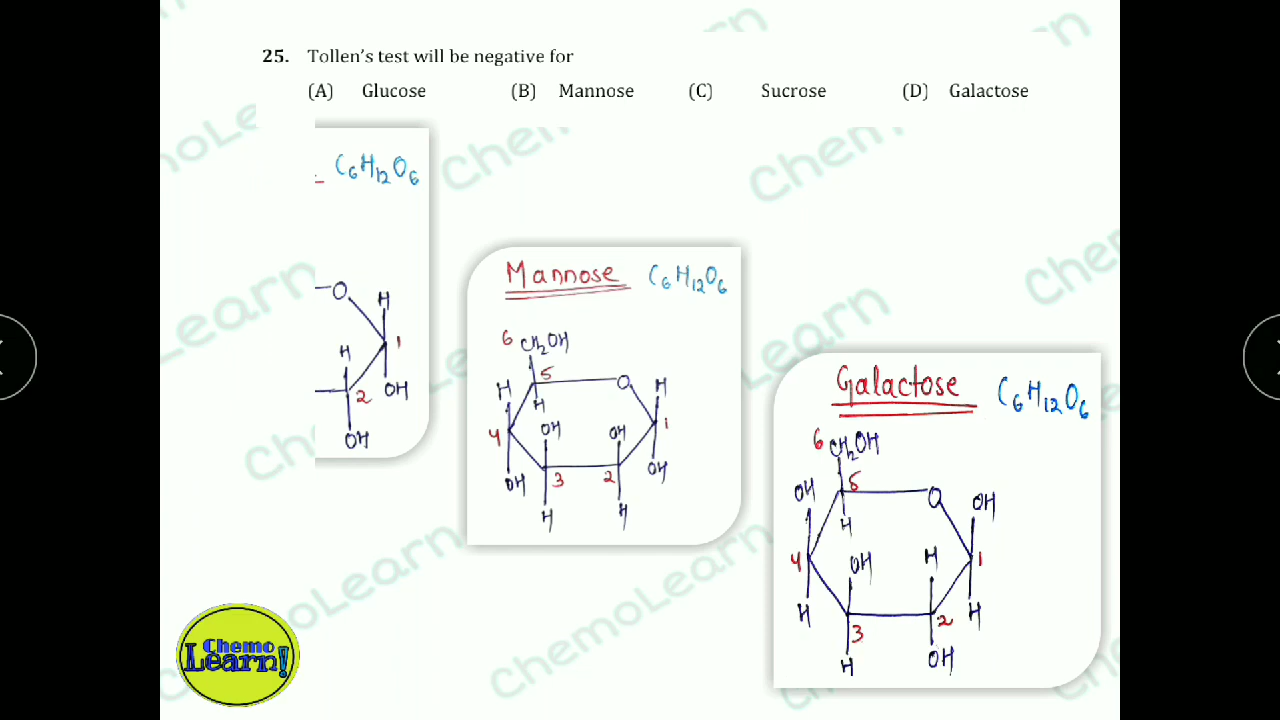 25. Tollen's test will be negative for
(A) Glucose (B) Mannose (C) Sucrose (D) Galactose
C6H12O6
O
H
H
1
2
OH
OH
Mannose C6H12O6
6 CH2OH
5
O
H
H
H
4
OH
OH
1
OH
3
2
OH
H
H
Galactose C6H12O6
6 CH2OH
5
OH
O
OH
H
4
OH
H
1
H
3
2
H
H
OH
Chemo
Learn!
ChemoLearn